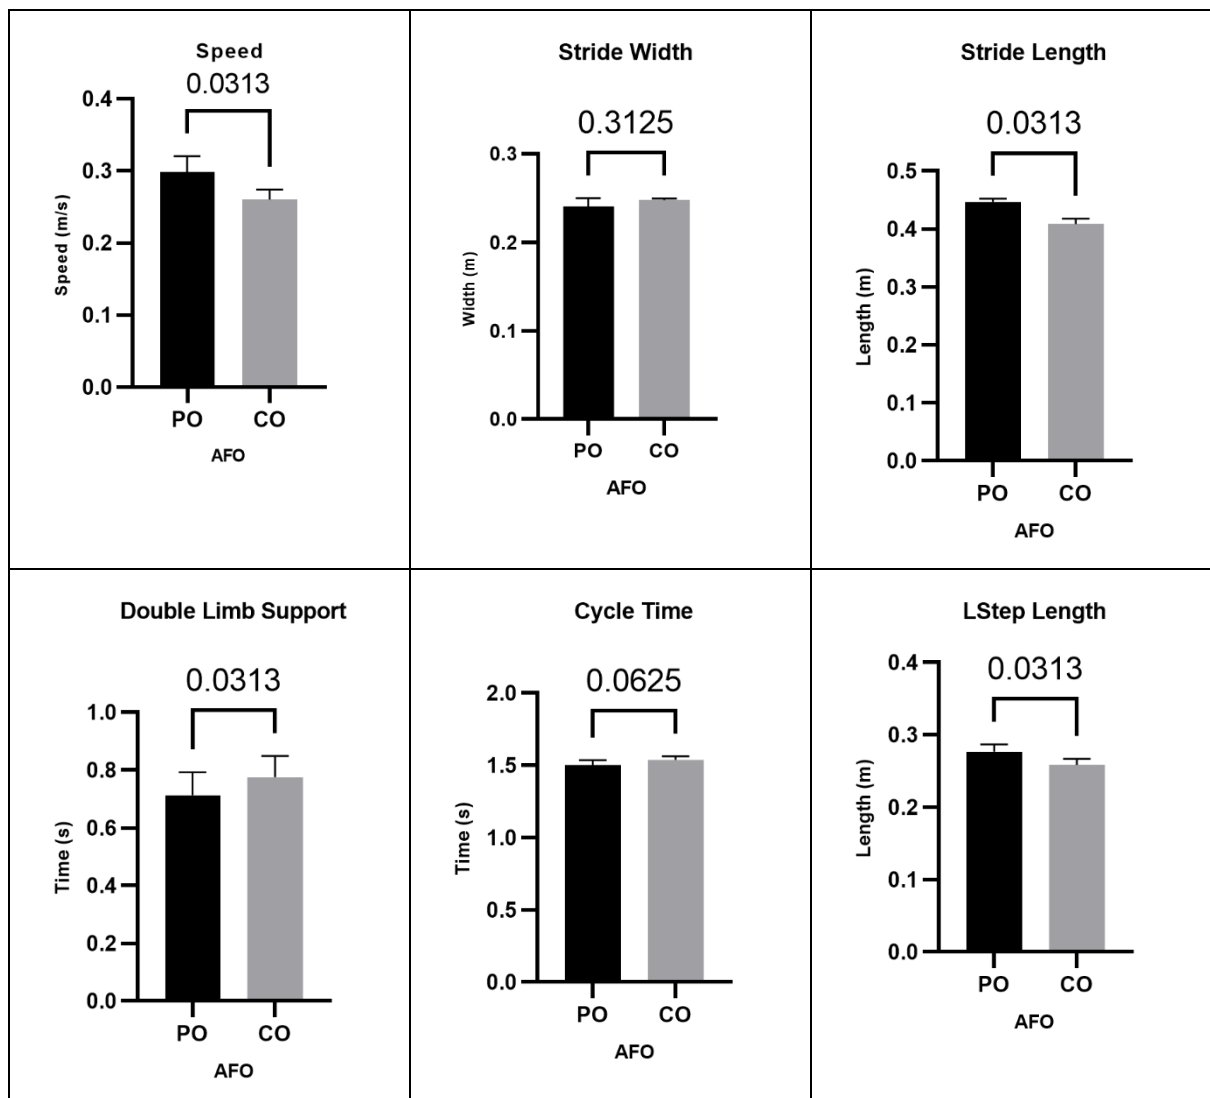 Speed
0.0313
0.4
0.3
0.2
0.1
0.0
Speed (m/s)
PO CO
AFO
Stride Width
0.3125
0.3
0.2
0.1
0.0
Width (m)
PO CO
AFO
Stride Length
0.0313
0.5
0.4
0.3
0.2
0.1
0.0
Length (m)
PO CO
AFO
Double Limb Support
0.0313
1.0
0.8
0.6
0.4
0.2
0.0
Time (s)
PO CO
AFO
Cycle Time
0.0625
2.0
1.5
1.0
0.5
0.0
Time (s)
PO CO
AFO
LStep Length
0.0313
0.4
0.3
0.2
0.1
0.0
Length (m)
PO CO
AFO